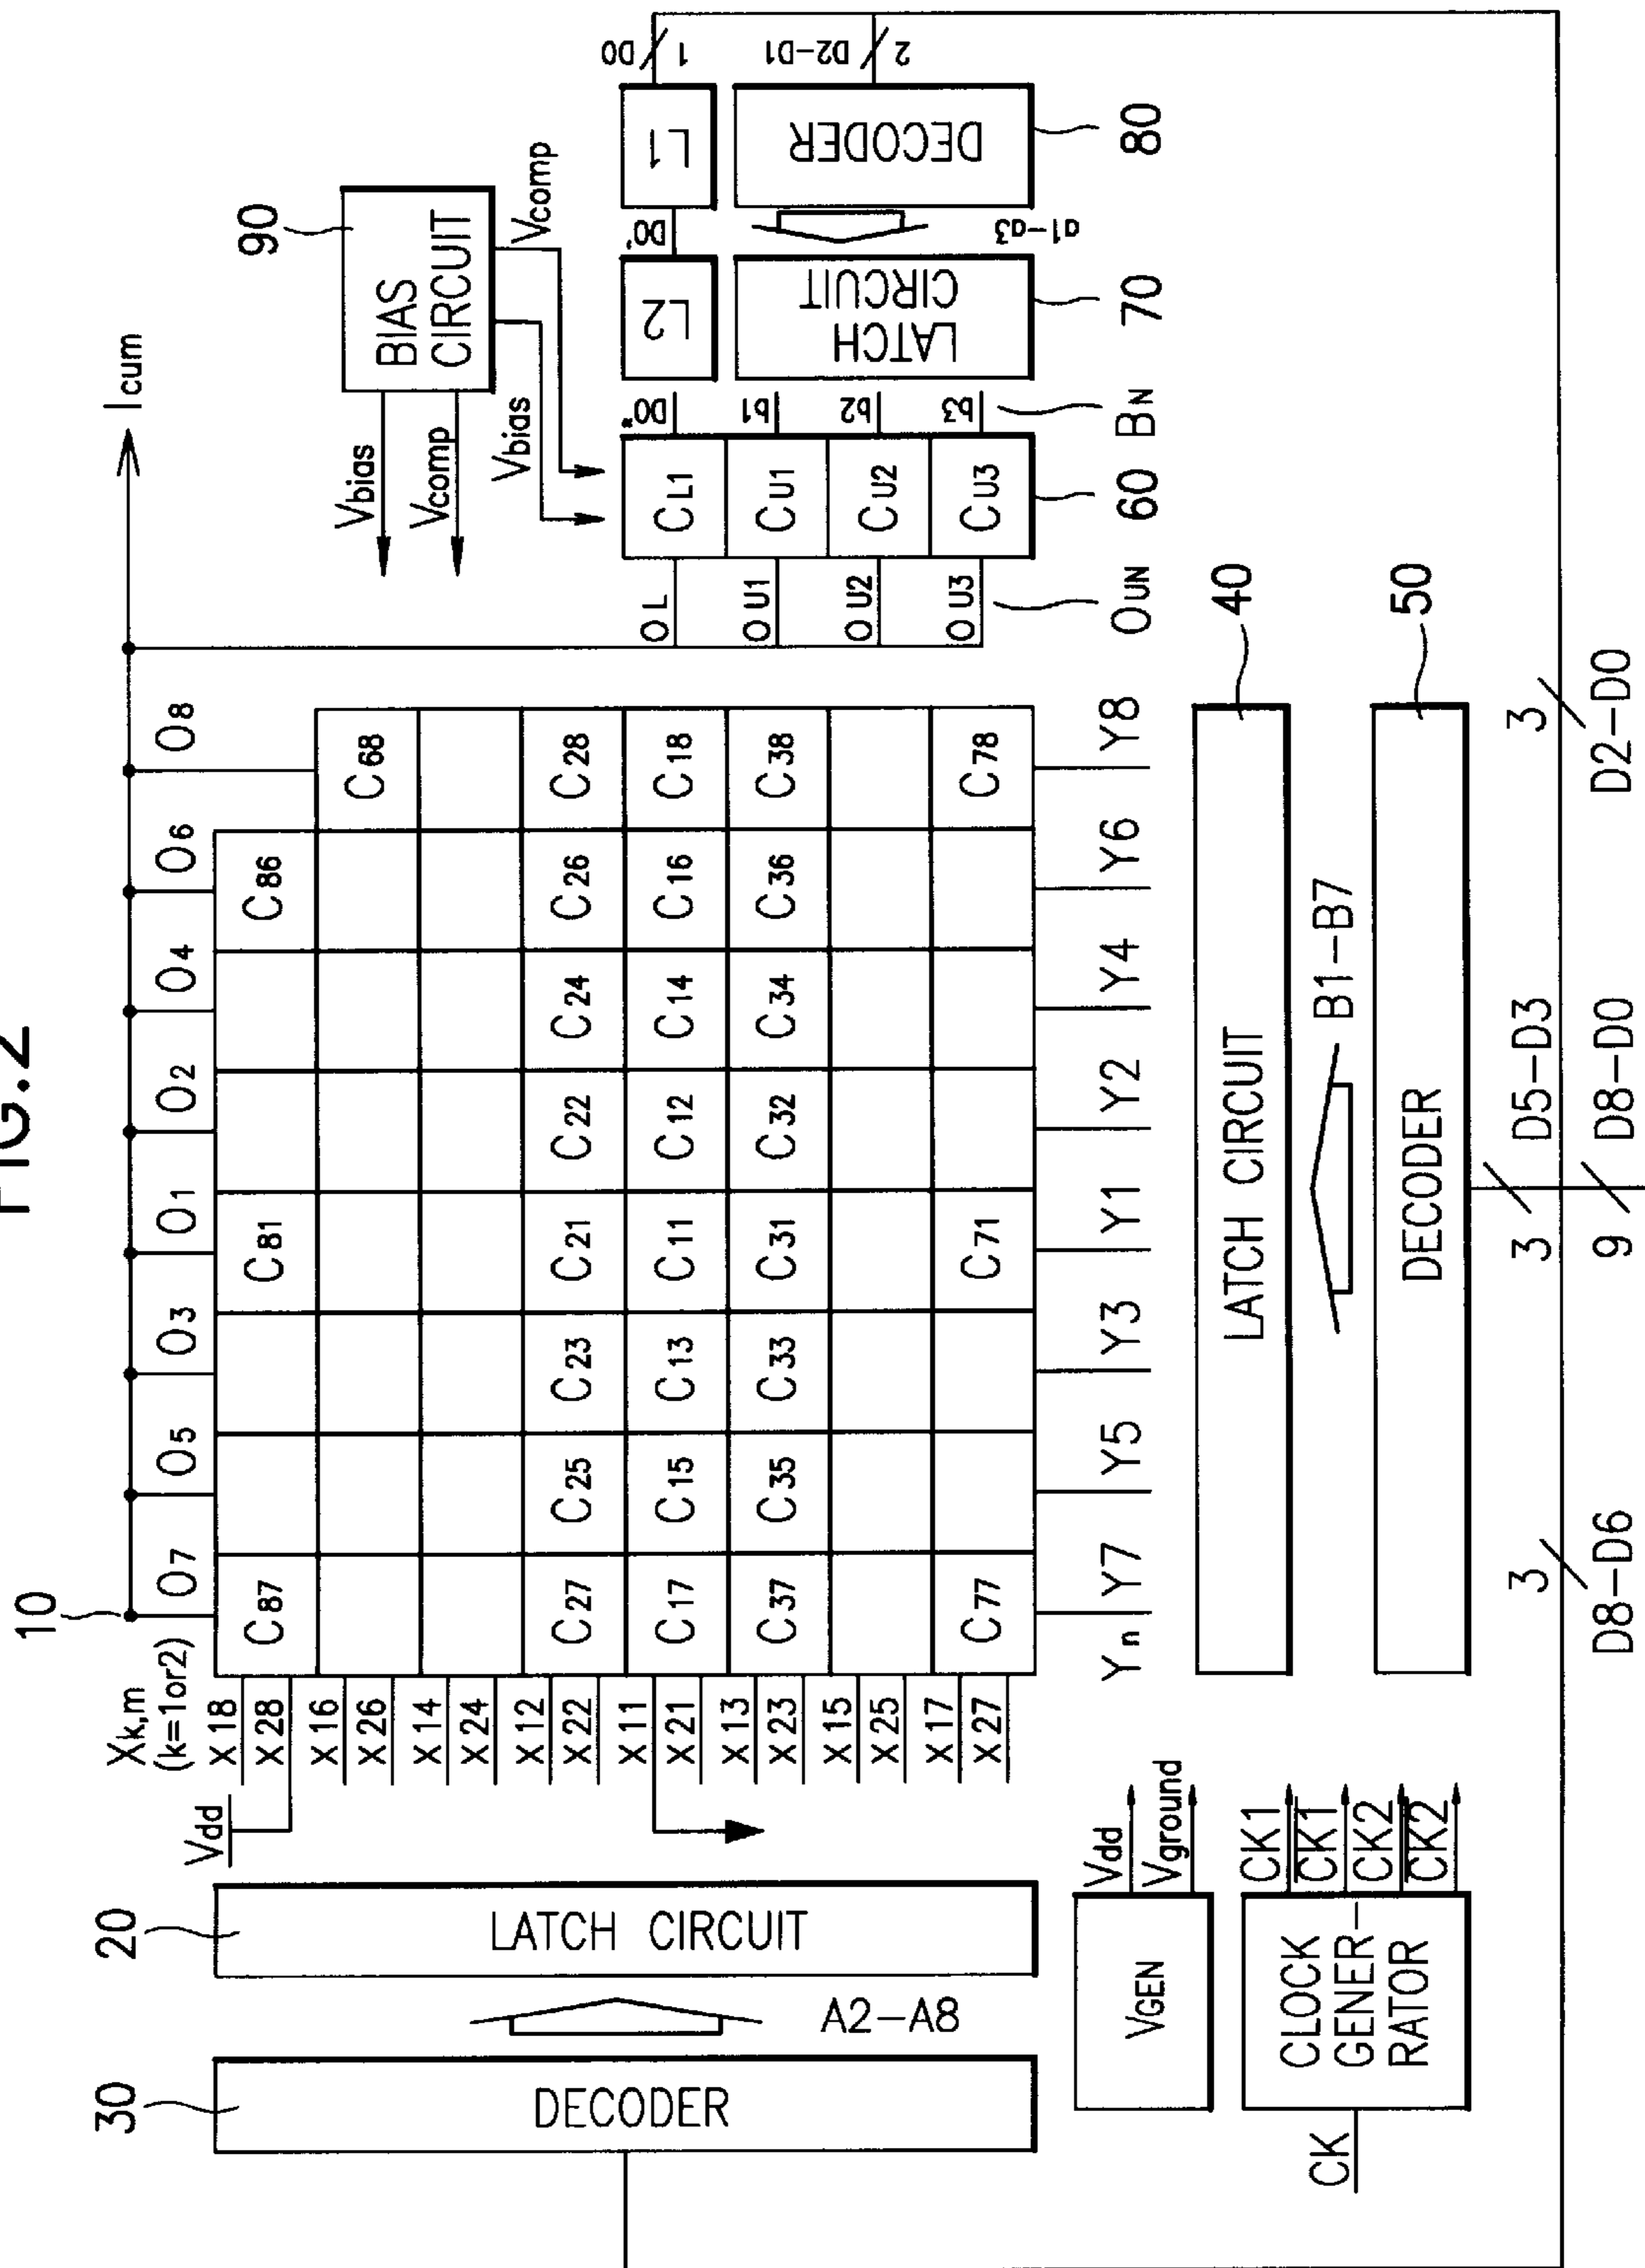 FIG.2
10
Xk,m
(k=1or2)
O7 O5 O3 O1 O2 O4 O6 O8
Icum
Vdd
X18
X28
X16
X26
X14
X24
X12
X22
X11
X21
X13
X23
X15
X25
X17
X27
C87 C81 C86
C68
C27 C25 C23 C21 C22 C24 C26 C28
C17 C15 C13 C11 C12 C14 C16 C18
C37 C35 C33 C31 C32 C34 C36 C38
C77 C71 C78
Yn Y7 Y5 Y3 Y1 Y2 Y4 Y6 Y8
20
LATCH CIRCUIT
30
DECODER
A2-A8
40
LATCH CIRCUIT
B1-B7
50
DECODER
90
BIAS
CIRCUIT
Vbias
Vcomp
Vbias
Vcomp
OL
OU1
OU2
OU3
OUN
CL1
CU1
CU2
CU3
60
D0"
b1
b2
b3
BN
L2
LATCH
CIRCUIT
70
D0'
a1-a3
L1
DECODER
80
D0
1
D2-D1
2
VGEN
Vdd
Vground
CK
CLOCK
GENER-
RATOR
CK1
CK1
CK2
CK2
3
D8-D6
3
D5-D3
9
D8-D0
3
D2-D0